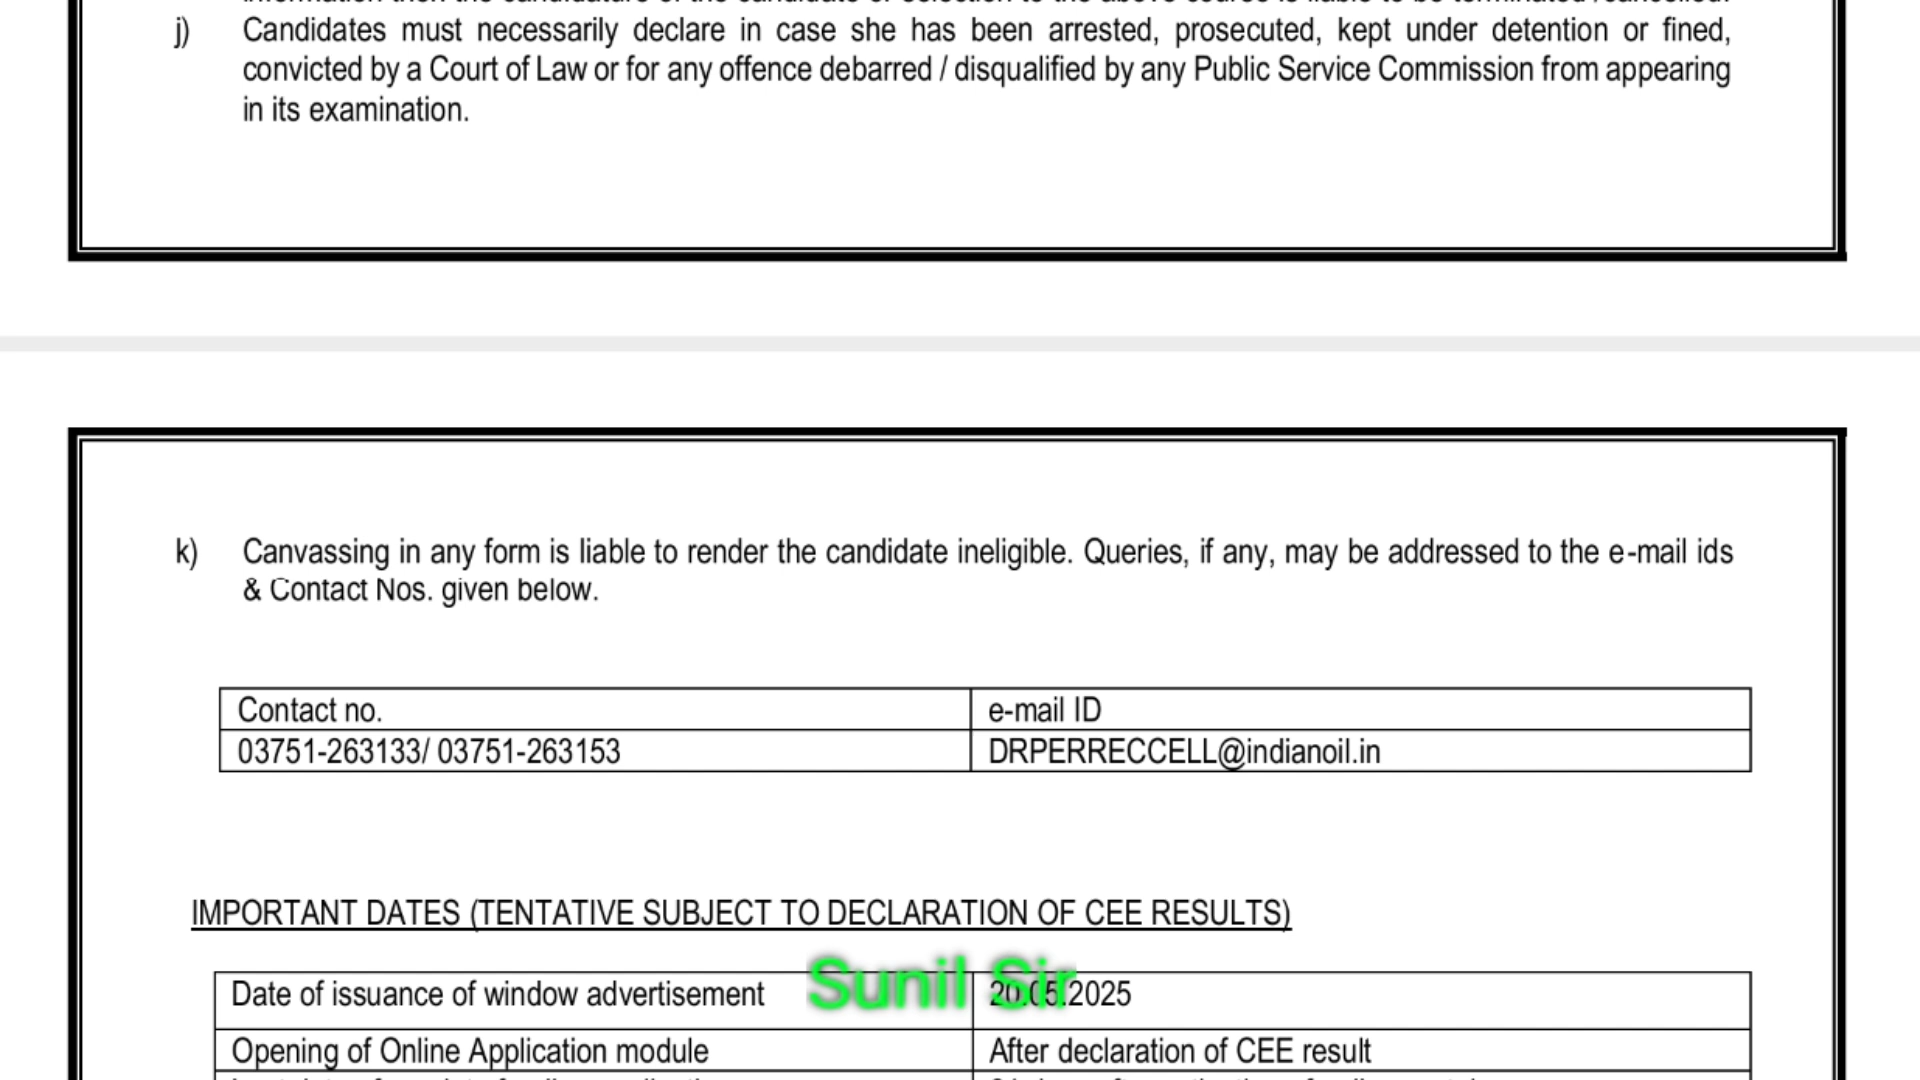 j) Candidates must necessarily declare in case she has been arrested, prosecuted, kept under detention or fined,
convicted by a Court of Law or for any offence debarred / disqualified by any Public Service Commission from appearing
in its examination.
k) Canvassing in any form is liable to render the candidate ineligible. Queries, if any, may be addressed to the e-mail ids
& Contact Nos. given below.
Contact no. e-mail ID
03751-263133/ 03751-263153 DRPERRECCELL@indianoil.in
IMPORTANT DATES (TENTATIVE SUBJECT TO DECLARATION OF CEE RESULTS)
Sunil Sir
Date of issuance of window advertisement 20.05.2025
Opening of Online Application module After declaration of CEE result